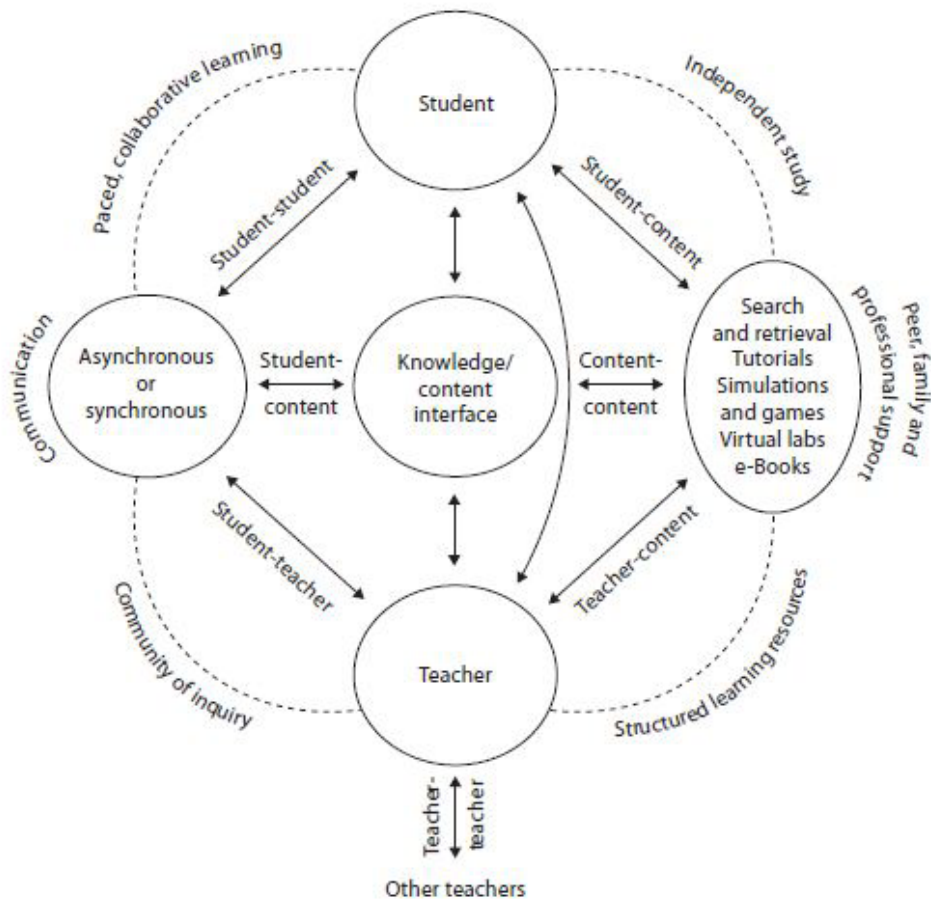 Paced, collaborative learning
Student
Independent study
Student-student
Student-content
Communication
Asynchronous
or
synchronous
Student-
content
Knowledge/
content
interface
Content-
content
Search
and retrieval
Tutorials
Simulations
and games
Virtual labs
e-Books
Peer, family and
professional support
Student-teacher
Teacher-content
Community of inquiry
Teacher
Structured learning resources
Teacher-
teacher
Other teachers